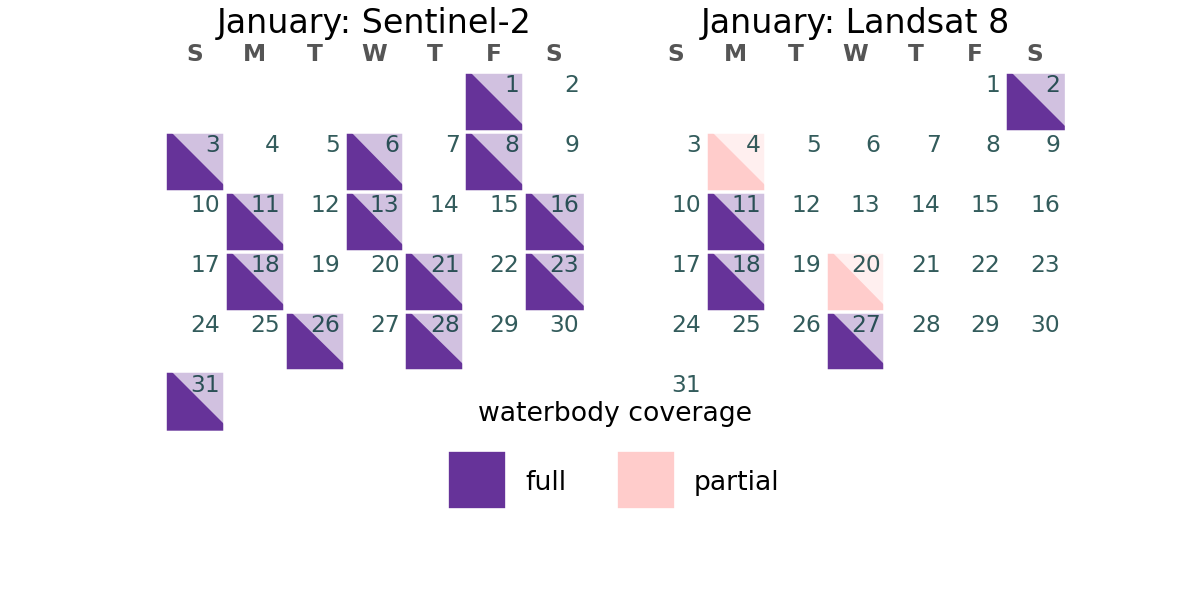 January: Sentinel-2
S M T W T F S
1 2
3 4 5 6 7 8 9
10 11 12 13 14 15 16
17 18 19 20 21 22 23
24 25 26 27 28 29 30
31
January: Landsat 8
S M T W T F S
1 2
3 4 5 6 7 8 9
10 11 12 13 14 15 16
17 18 19 20 21 22 23
24 25 26 27 28 29 30
31
waterbody coverage
full partial